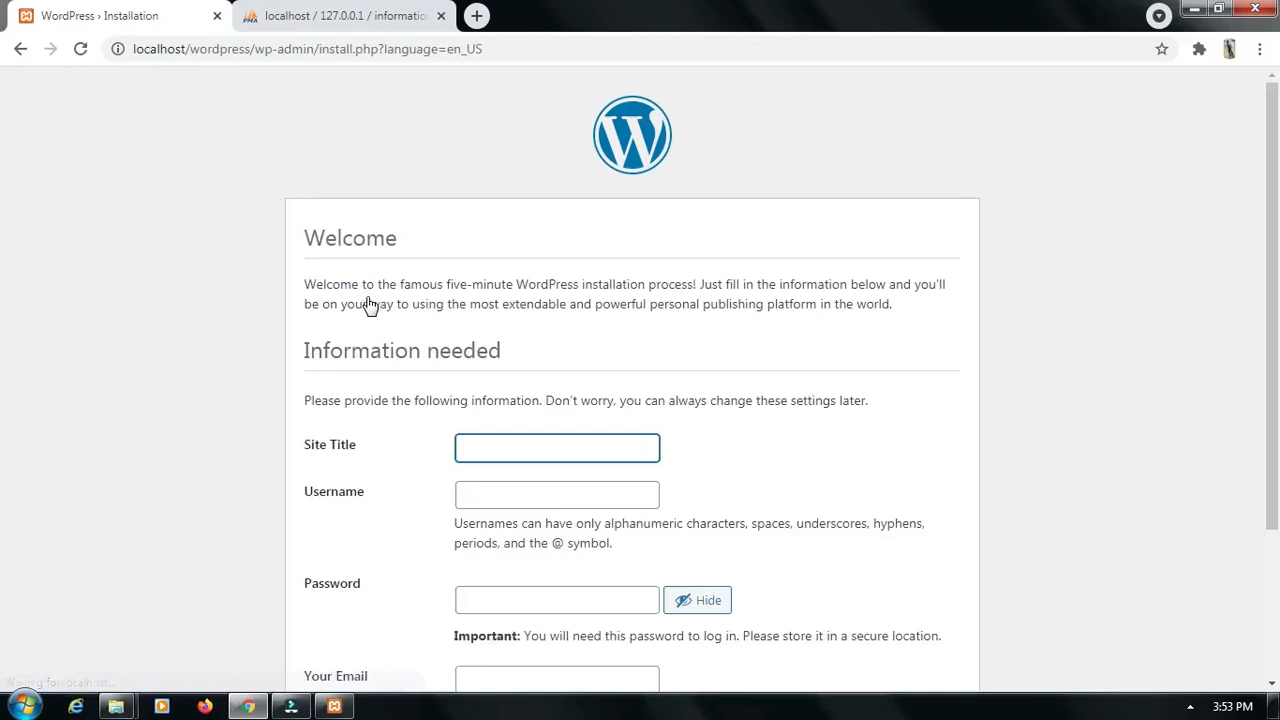 WordPress › Installation
localhost / 127.0.0.1 / informatio
localhost/wordpress/wp-admin/install.php?language=en_US
W
Welcome
Welcome to the famous five-minute WordPress installation process! Just fill in the information below and you'll
be on your way to using the most extendable and powerful personal publishing platform in the world.
Information needed
Please provide the following information. Don't worry, you can always change these settings later.
Site Title
Username
Usernames can have only alphanumeric characters, spaces, underscores, hyphens,
periods, and the @ symbol.
Password
Hide
Important: You will need this password to log in. Please store it in a secure location.
Your Email
Waiting for localhost...
3:53 PM